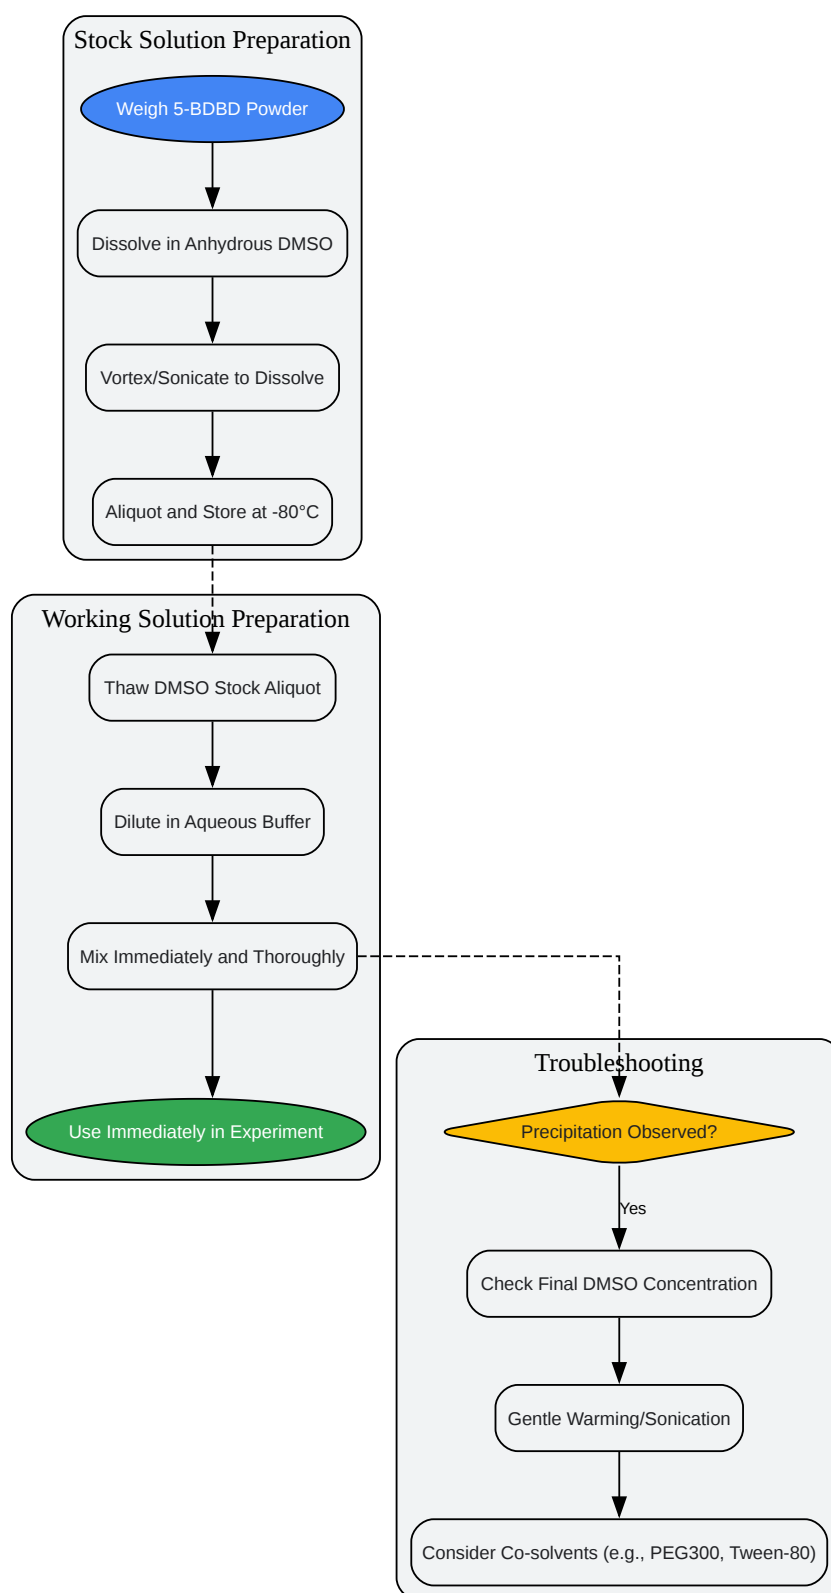 Stock Solution Preparation
Weigh 5-BDBD Powder
Dissolve in Anhydrous DMSO
Vortex/Sonicate to Dissolve
Aliquot and Store at -80°C
Working Solution Preparation
Thaw DMSO Stock Aliquot
Dilute in Aqueous Buffer
Mix Immediately and Thoroughly
Use Immediately in Experiment
Troubleshooting
Precipitation Observed?
Yes
Check Final DMSO Concentration
Gentle Warming/Sonication
Consider Co-solvents (e.g., PEG300, Tween-80)